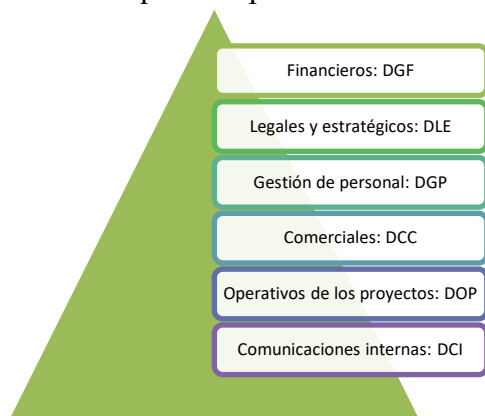 Financieros: DGF
Legales y estratégicos: DLE
Gestión de personal: DGP
Comerciales: DCC
Operativos de los proyectos: DOP
Comunicaciones internas: DCI